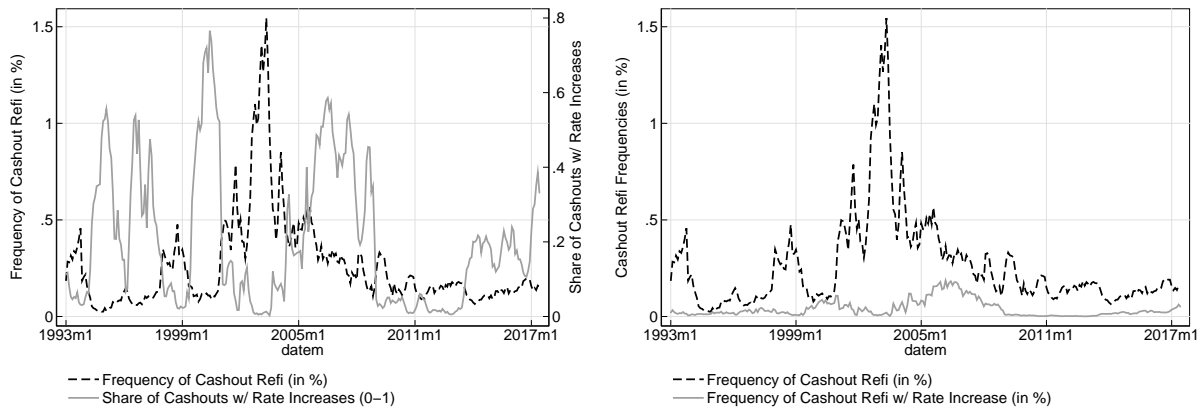 Frequency of Cashout Refi (in %)
1.5
1
.5
0
.8
.6
.4
.2
0
Share of Cashouts w/ Rate Increases
1993m1 1999m1 2005m1 2011m1 2017m1
datem
Frequency of Cashout Refi (in %)
Share of Cashouts w/ Rate Increases (0–1)
Cashout Refi Frequencies (in %)
1.5
1
.5
0
1993m1 1999m1 2005m1 2011m1 2017m1
datem
Frequency of Cashout Refi (in %)
Frequency of Cashout Refi w/ Rate Increase (in %)